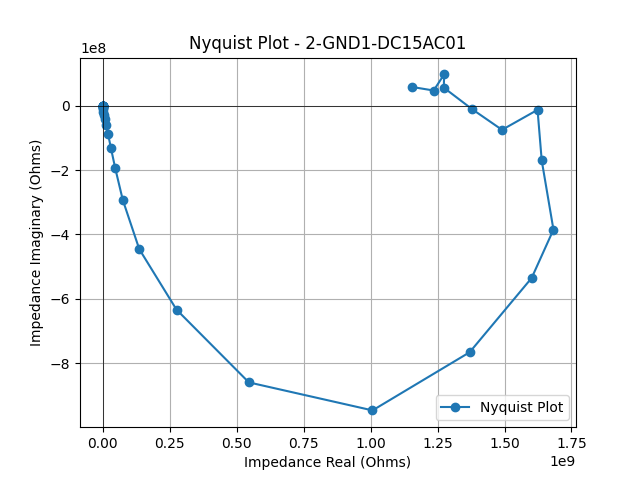 Nyquist Plot - 2-GND1-DC15AC01
1e8
0
−2
−4
−6
−8
Impedance Imaginary (Ohms)
Nyquist Plot
0.00 0.25 0.50 0.75 1.00 1.25 1.50 1.75
Impedance Real (Ohms)
1e9